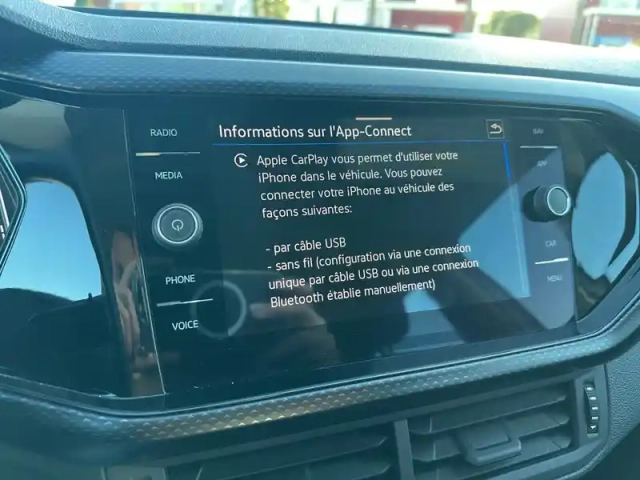 RADIO
MEDIA
PHONE
VOICE
Informations sur l'App-Connect
Apple CarPlay vous permet d'utiliser votre
iPhone dans le véhicule. Vous pouvez
connecter votre iPhone au véhicule des
façons suivantes:
- par câble USB
- sans fil (configuration via une connexion
unique par câble USB ou via une connexion
Bluetooth établie manuellement)
NAV
CAR
MENU